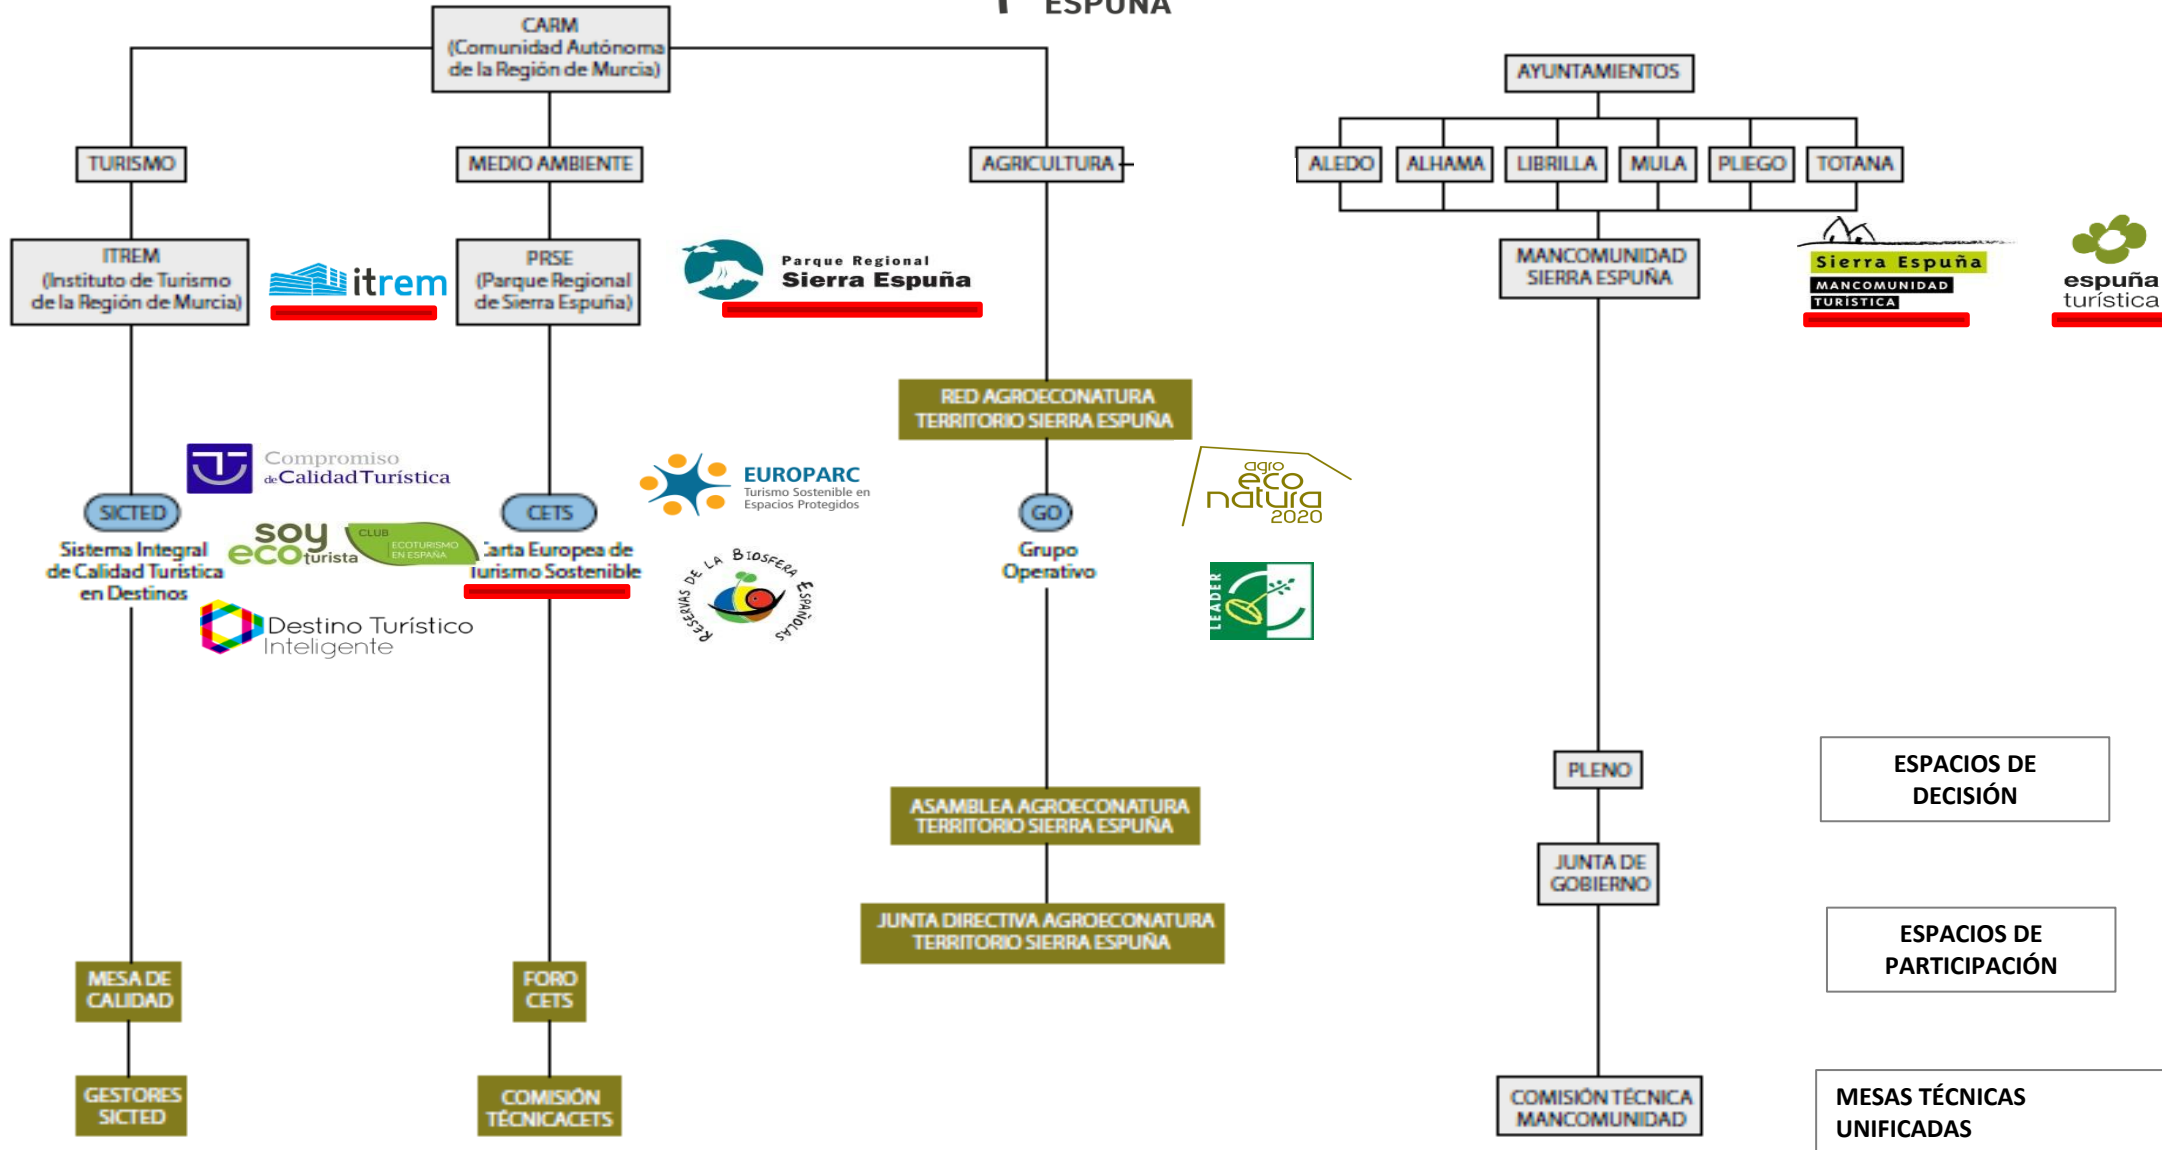 ESPUÑA
CARM
(Comunidad Autónoma
de la Región de Murcia)
AYUNTAMIENTOS
TURISMO
MEDIO AMBIENTE
AGRICULTURA
ALEDO
ALHAMA
LIBRILLA
MULA
PLIEGO
TOTANA
ITREM
(Instituto de Turismo
de la Región de Murcia)
itrem
PRSE
(Parque Regional
de Sierra Espuña)
Parque Regional
Sierra Espuña
MANCOMUNIDAD
SIERRA ESPUÑA
Sierra Espuña
MANCOMUNIDAD
TURÍSTICA
espuña
turística
RED AGROECONATURA
TERRITORIO SIERRA ESPUÑA
Compromiso
de Calidad Turística
EUROPARC
Turismo Sostenible en
Espacios Protegidos
agro
eco
natura
2020
SICTED
Sistema Integral
de Calidad Turística
en Destinos
soy
ecoturista
CLUB
ECOTURISMO
EN ESPAÑA
CETS
Carta Europea de
Turismo Sostenible
RESERVAS DE LA BIOSFERA ESPAÑOLAS
GO
Grupo
Operativo
LEADER
Destino Turístico
Inteligente
PLENO
ESPACIOS DE
DECISIÓN
ASAMBLEA AGROECONATURA
TERRITORIO SIERRA ESPUÑA
JUNTA DE
GOBIERNO
JUNTA DIRECTIVA AGROECONATURA
TERRITORIO SIERRA ESPUÑA
ESPACIOS DE
PARTICIPACIÓN
MESA DE
CALIDAD
FORO
CETS
GESTORES
SICTED
COMISIÓN
TÉCNICACETS
COMISIÓN TÉCNICA
MANCOMUNIDAD
MESAS TÉCNICAS
UNIFICADAS